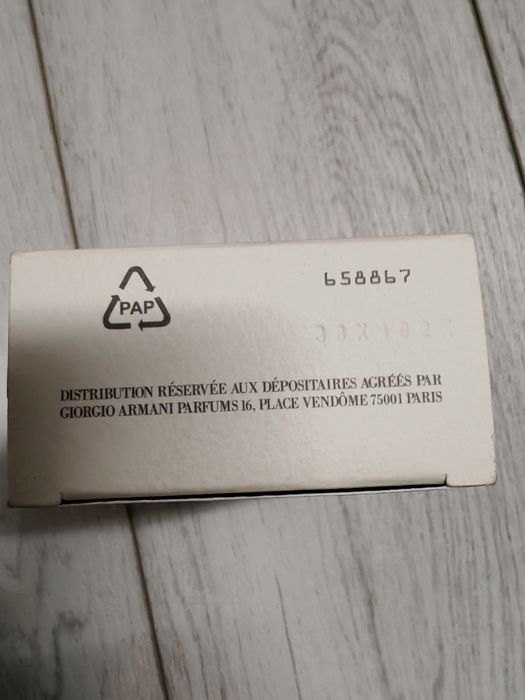 PAP
658867
DISTRIBUTION RÉSERVÉE AUX DÉPOSITAIRES AGRÉÉS PAR
GIORGIO ARMANI PARFUMS 16, PLACE VENDÔME 75001 PARIS